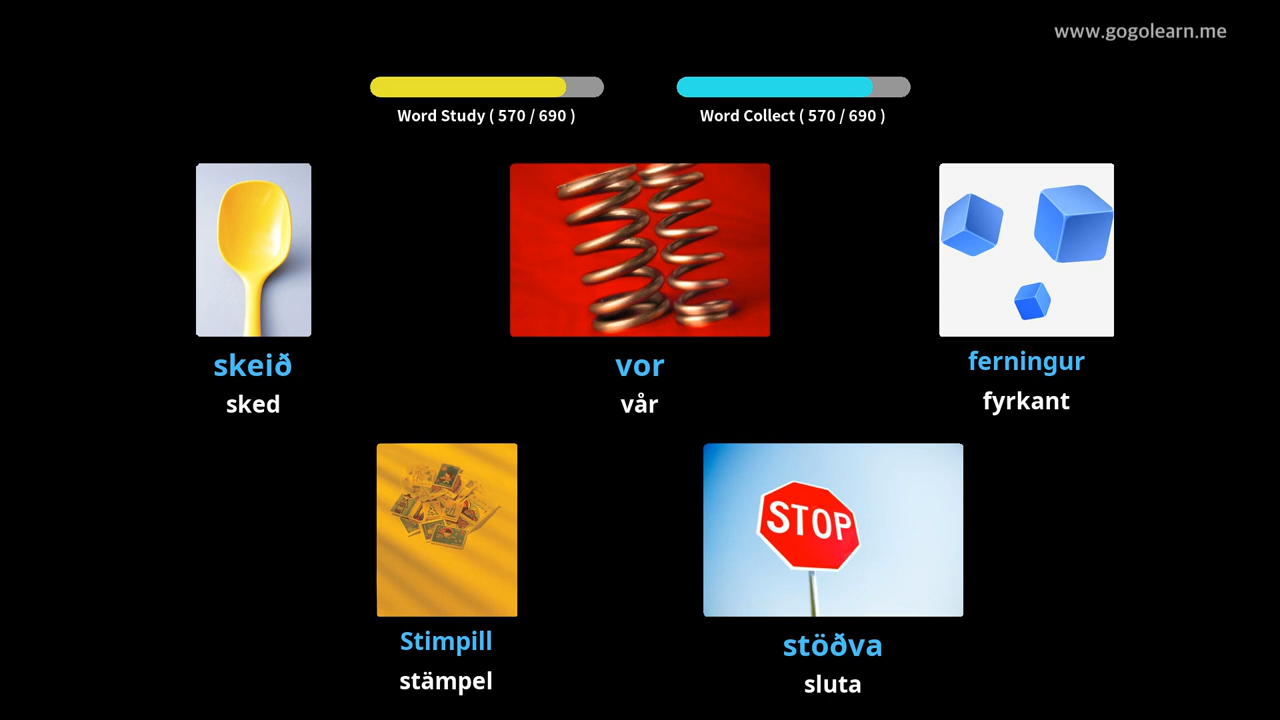 www.gogolearn.me
Word Study ( 570 / 690 )
Word Collect ( 570 / 690 )
skeið
sked
vor
vår
ferningur
fyrkant
STOP
Stimpill
stämpel
stöðva
sluta